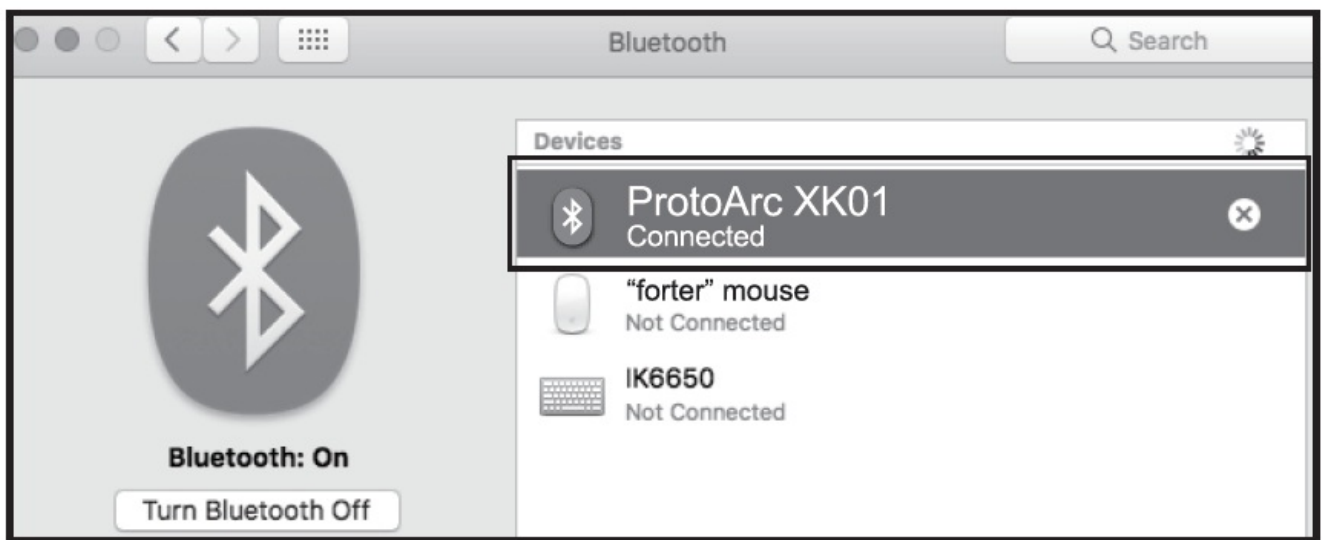 Bluetooth
Search
Devices
ProtoArc XK01
Connected
“forter” mouse
Not Connected
IK6650
Not Connected
Bluetooth: On
Turn Bluetooth Off